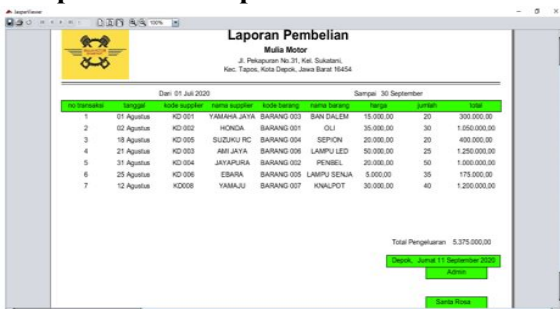 JasperViewer
100%
Laporan Pembelian
Mulia Motor
Jl. Pekapuran No.31, Kel. Sukatani,
Kec. Tapos, Kota Depok, Jawa Barat 16454
Dari 01 Juli 2020 Sampai 30 September
no transaksi tanggal kode supplier nama supplier kode barang nama barang harga jumlah total
1 01 Agustus KD 001 YAMAHA JAYA BARANG 003 BAN DALEM 15.000,00 20 300.000,00
2 02 Agustus KD 002 HONDA BARANG 001 OLI 35.000,00 30 1.050.000,00
3 18 Agustus KD 005 SUZUKU RC BARANG 004 SEPION 20.000,00 20 400.000,00
4 21 Agustus KD 003 AMI JAYA BARANG 006 LAMPU LED 50.000,00 25 1.250.000,00
5 31 Agustus KD 004 JAYAPURA BARANG 002 PENBEL 20.000,00 50 1.000.000,00
6 25 Agustus KD 006 EBARA BARANG 005 LAMPU SENJA 5.000,00 35 175.000,00
7 12 Agustus KD008 YAMAJU BARANG 007 KNALPOT 30.000,00 40 1.200.000,00
Total Pengeluaran 5.375.000,00
Depok, Jumat 11 September 2020
Admin
Santa Rosa